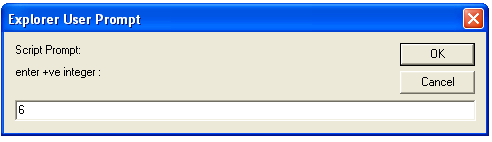 Explorer User Prompt
Script Prompt:
OK
enter +ve integer :
Cancel
6